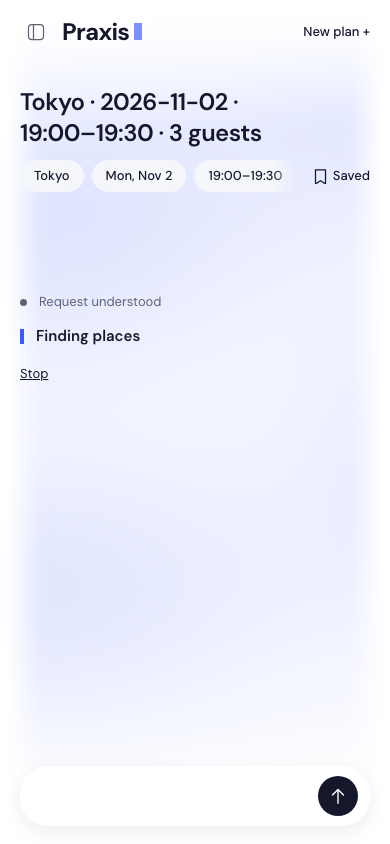 Praxis
New plan +
Tokyo · 2026-11-02 ·
19:00–19:30 · 3 guests
Tokyo
Mon, Nov 2
19:00–19:30
Saved
Request understood
Finding places
Stop